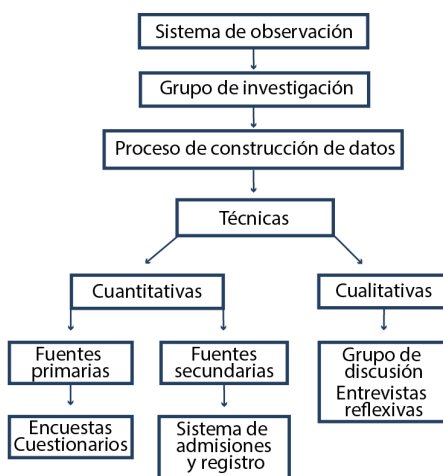 Sistema de observación
Grupo de investigación
Proceso de construcción de datos
Técnicas
Cuantitativas
Cualitativas
Fuentes
primarias
Fuentes
secundarias
Grupo de
discusión
Entrevistas
reflexivas
Encuestas
Cuestionarios
Sistema de
admisiones
y registro